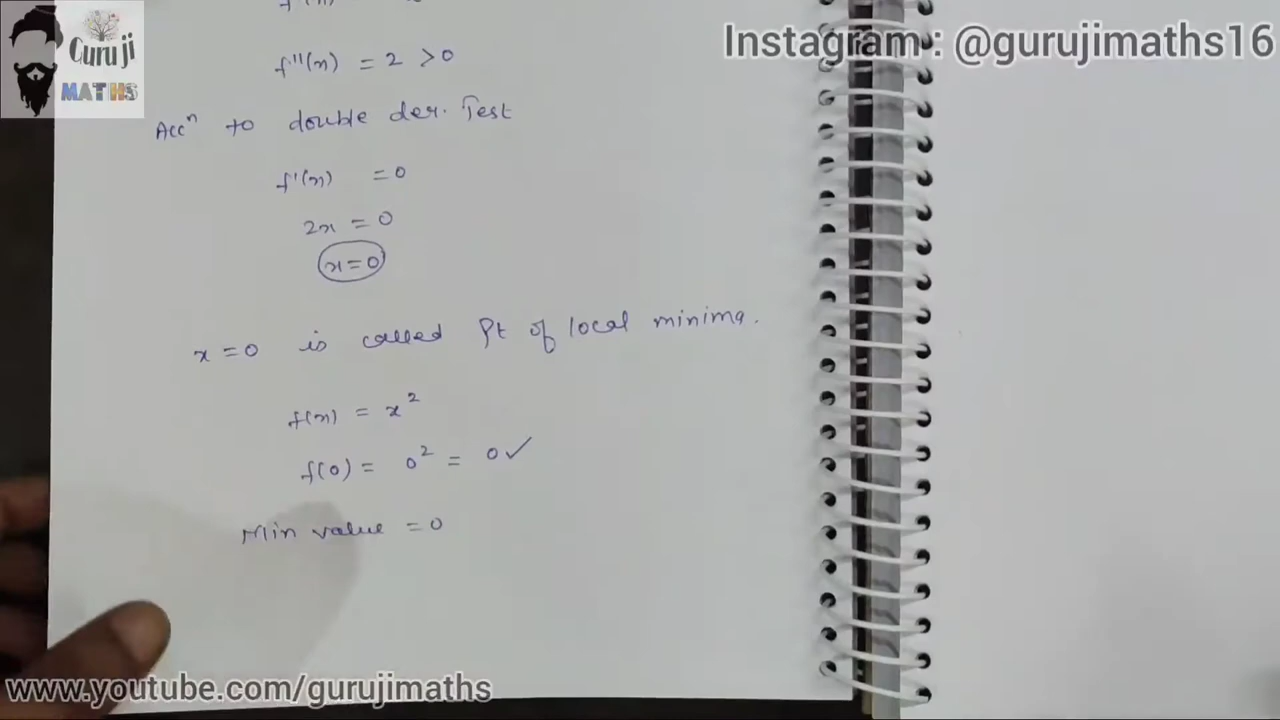 Guru ji
MATHS
Instagram : @gurujimaths16
f''(x) = 2 >0
Accⁿ to double der. Test
f'(x) = 0
2x = 0
x=0
x=0 is called Pt of local minima.
f(x) = x²
f(0) = 0² = 0✓
Min value = 0
www.youtube.com/gurujimaths